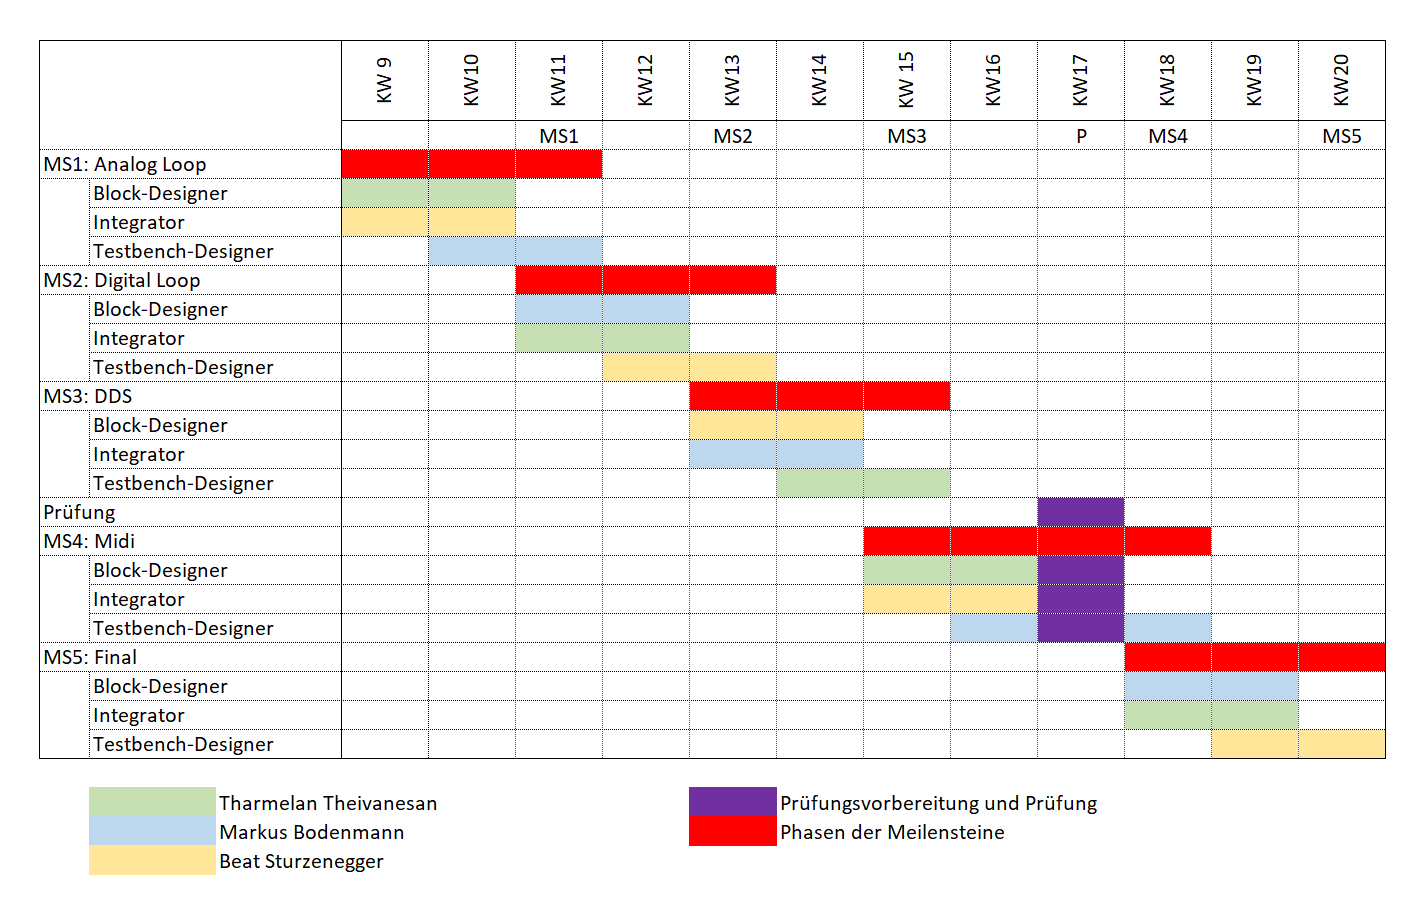 KW 9 KW10 KW11 KW12 KW13 KW14 KW 15 KW16 KW17 KW18 KW19 KW20
MS1 MS2 MS3 P MS4 MS5
MS1: Analog Loop
Block-Designer
Integrator
Testbench-Designer
MS2: Digital Loop
Block-Designer
Integrator
Testbench-Designer
MS3: DDS
Block-Designer
Integrator
Testbench-Designer
Prüfung
MS4: Midi
Block-Designer
Integrator
Testbench-Designer
MS5: Final
Block-Designer
Integrator
Testbench-Designer
Tharmelan Theivanesan
Markus Bodenmann
Beat Sturzenegger
Prüfungsvorbereitung und Prüfung
Phasen der Meilensteine